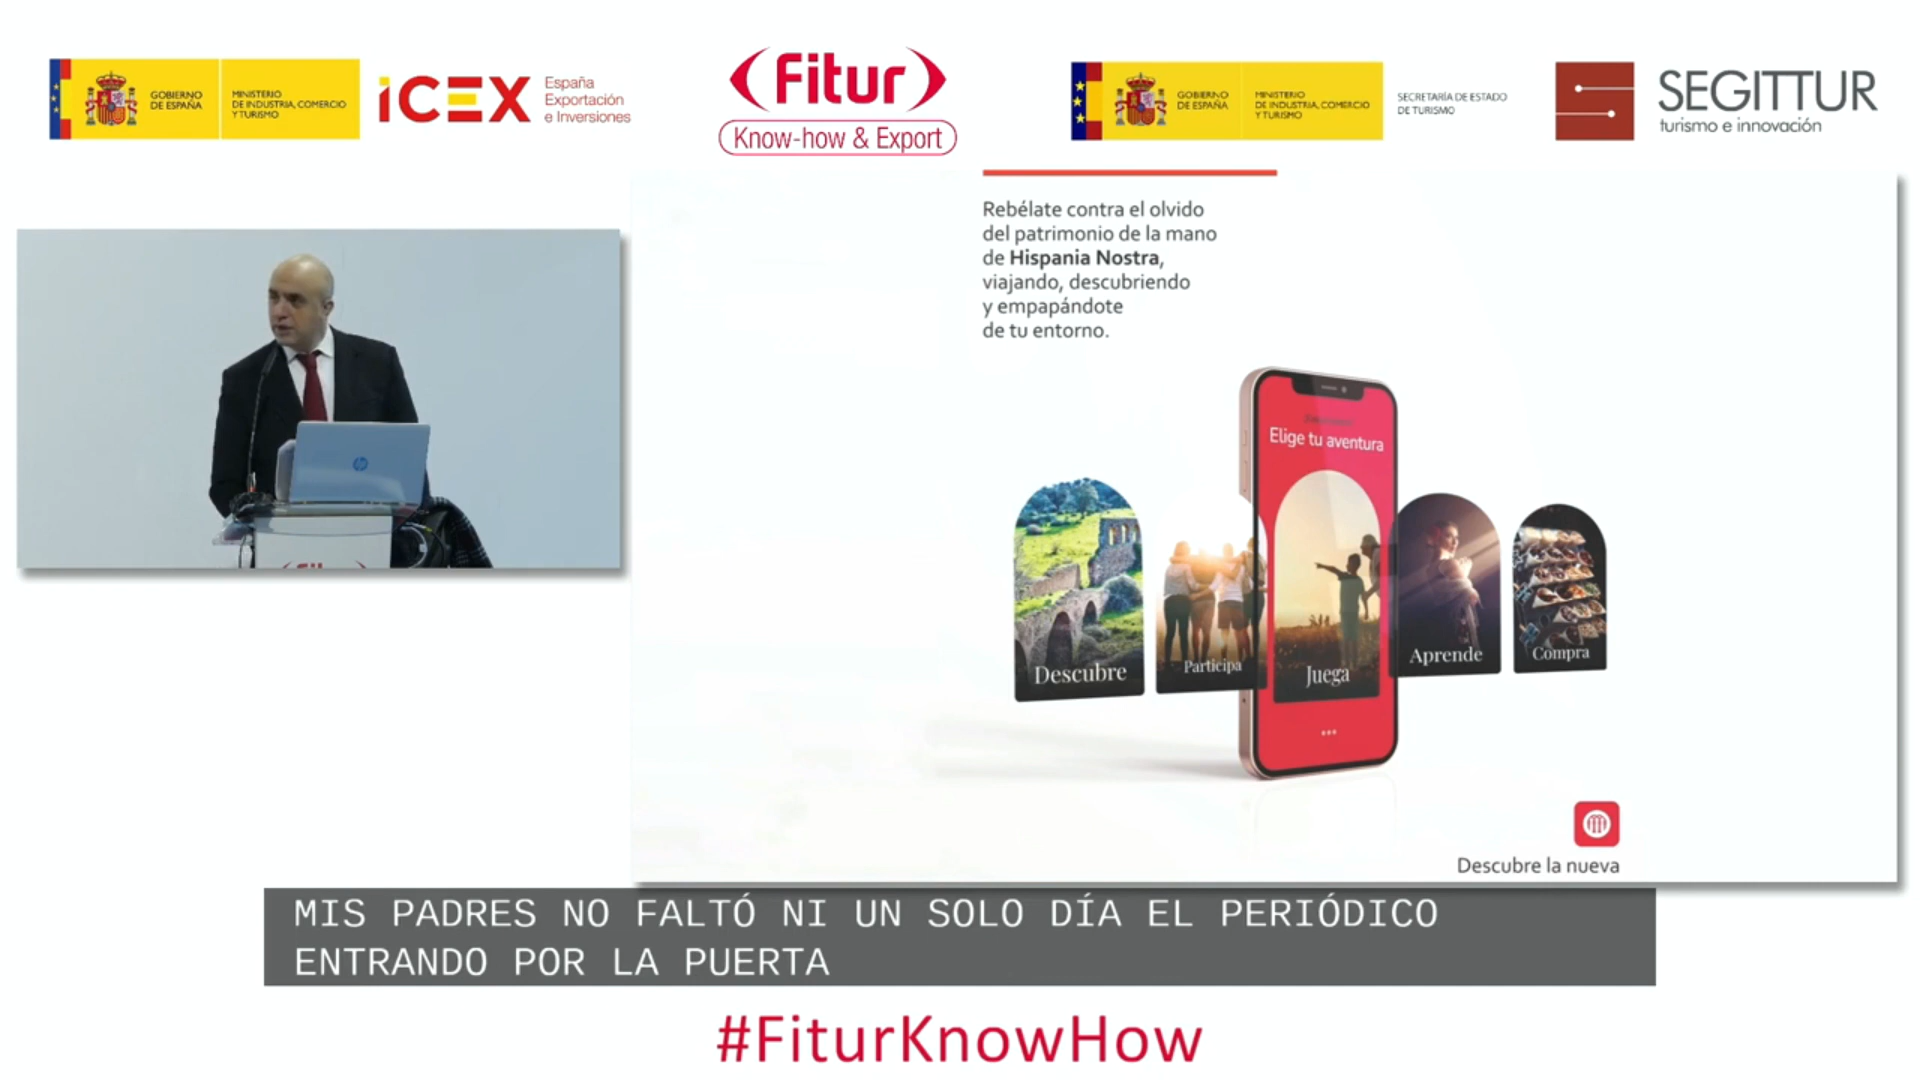 GOBIERNO
DE ESPAÑA
MINISTERIO
DE INDUSTRIA, COMERCIO
Y TURISMO
iCEX
España
Exportación
e Inversiones
Fitur
Know-how & Export
GOBIERNO
DE ESPAÑA
MINISTERIO
DE INDUSTRIA, COMERCIO
Y TURISMO
SECRETARÍA DE ESTADO
DE TURISMO
SEGITTUR
turismo e innovación
Rebélate contra el olvido
del patrimonio de la mano
de Hispania Nostra,
viajando, descubriendo
y empapándote
de tu entorno.
Elige tu aventura
Descubre
Participa
Juega
Aprende
Compra
hp
Descubre la nueva
MIS PADRES NO FALTÓ NI UN SOLO DÍA EL PERIÓDICO
ENTRANDO POR LA PUERTA
#FiturKnowHow